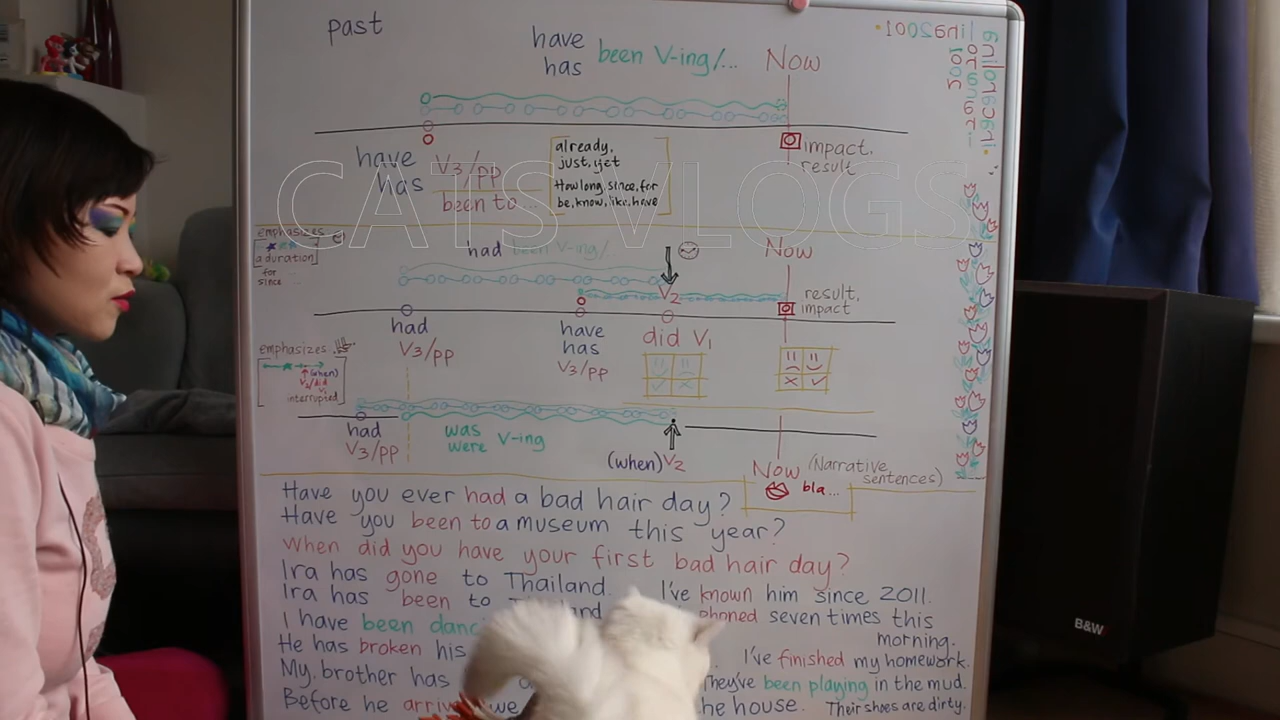 past
have been V-ing/... Now
has
have V3/pp
has been to...
already,
just, yet
How long, since, for
be, know, like, have
impact,
result
CATS VLOGS
emphasizes
a duration
for
since ...
had been V-ing/
Now
V2
result,
impact
had
V3/pp
have
has
V3/pp
did V1
emphasizes
(when)
V2/did
V1
interrupted
had
V3/pp
was
were V-ing
(when) V2
Now (Narrative
sentences)
bla...
Have you ever had a bad hair day?
Have you been to a museum this year?
When did you have your first bad hair day?
Ira has gone to Thailand. I've known him since 2011.
Ira has been to phoned seven times this
morning.
I have been
He has broken his I've finished my homework.
My brother has They've been playing in the mud.
Before he we he house. Their shoes are dirty.
B&W